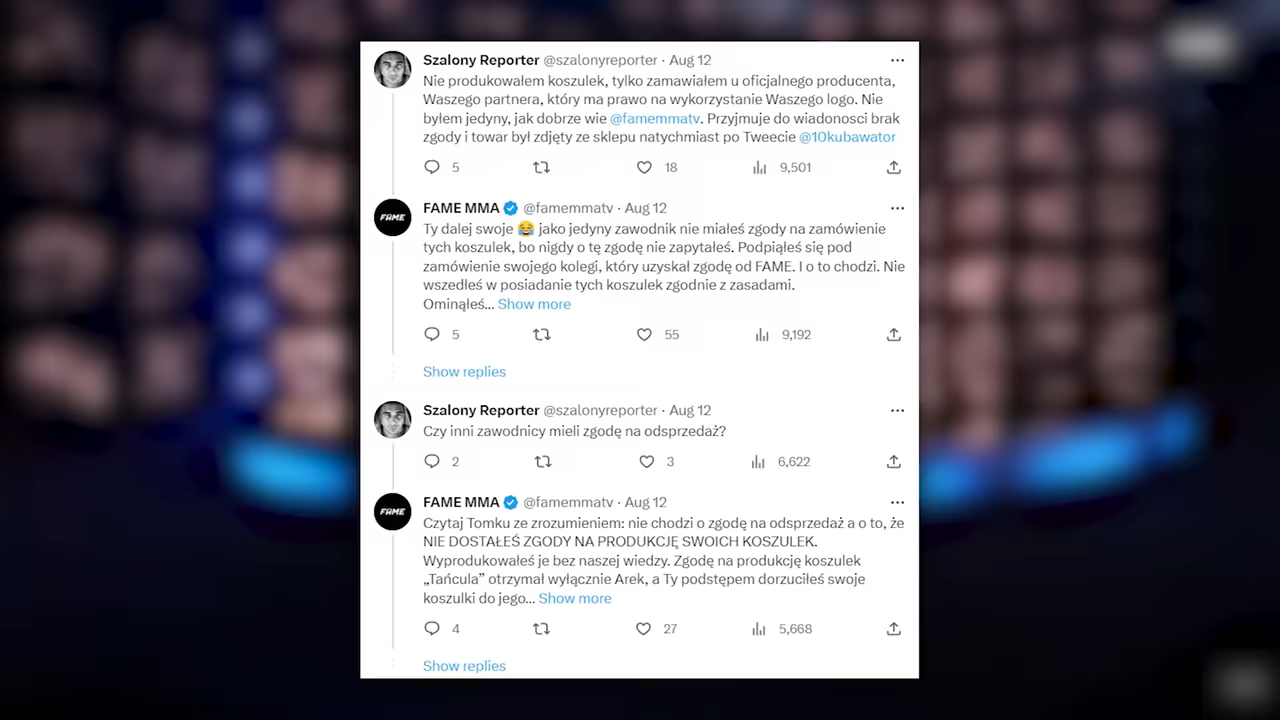 Szalony Reporter @szalonyreporter · Aug 12
Nie produkowałem koszulek, tylko zamawiałem u oficjalnego producenta,
Waszego partnera, który ma prawo na wykorzystanie Waszego logo. Nie
byłem jedyny, jak dobrze wie @famemmatv. Przyjmuje do wiadomosci brak
zgody i towar był zdjęty ze sklepu natychmiast po Tweecie @10kubawator
5 18 9,501
FAME
FAME MMA @famemmatv · Aug 12
Ty dalej swoje 😂 jako jedyny zawodnik nie miałeś zgody na zamówienie
tych koszulek, bo nigdy o tę zgodę nie zapytałeś. Podpiąłeś się pod
zamówienie swojego kolegi, który uzyskał zgodę od FAME. I o to chodzi. Nie
wszedłeś w posiadanie tych koszulek zgodnie z zasadami.
Ominąłeś... Show more
5 55 9,192
Show replies
Szalony Reporter @szalonyreporter · Aug 12
Czy inni zawodnicy mieli zgodę na odsprzedaż?
2 3 6,622
FAME
FAME MMA @famemmatv · Aug 12
Czytaj Tomku ze zrozumieniem: nie chodzi o zgodę na odsprzedaż a o to, że
NIE DOSTAŁEŚ ZGODY NA PRODUKCJĘ SWOICH KOSZULEK.
Wyprodukowałeś je bez naszej wiedzy. Zgodę na produkcję koszulek
„Tańcula” otrzymał wyłącznie Arek, a Ty podstępem dorzuciłeś swoje
koszulki do jego... Show more
4 27 5,668
Show replies